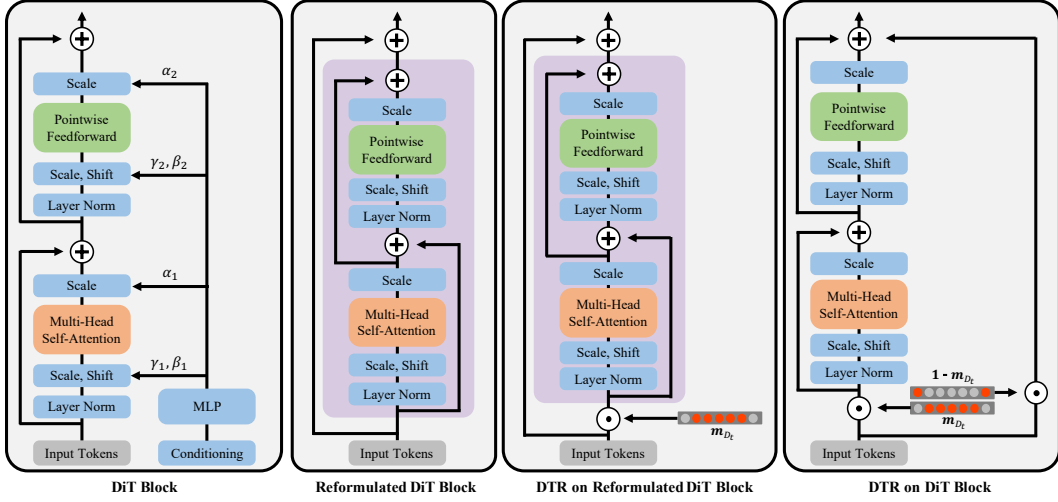 Scale
α₂
Pointwise
Feedforward
Scale, Shift
γ₂, β₂
Layer Norm
Scale
α₁
Multi-Head
Self-Attention
Scale, Shift
γ₁, β₁
Layer Norm
MLP
Input Tokens
Conditioning
DiT Block
Scale
Pointwise
Feedforward
Scale, Shift
Layer Norm
Scale
Multi-Head
Self-Attention
Scale, Shift
Layer Norm
Input Tokens
Reformulated DiT Block
Scale
Pointwise
Feedforward
Scale, Shift
Layer Norm
Scale
Multi-Head
Self-Attention
Scale, Shift
Layer Norm
m_{D_t}
Input Tokens
DTR on Reformulated DiT Block
Scale
Pointwise
Feedforward
Scale, Shift
Layer Norm
Scale
Multi-Head
Self-Attention
Scale, Shift
Layer Norm
1 - m_{D_t}
m_{D_t}
Input Tokens
DTR on DiT Block